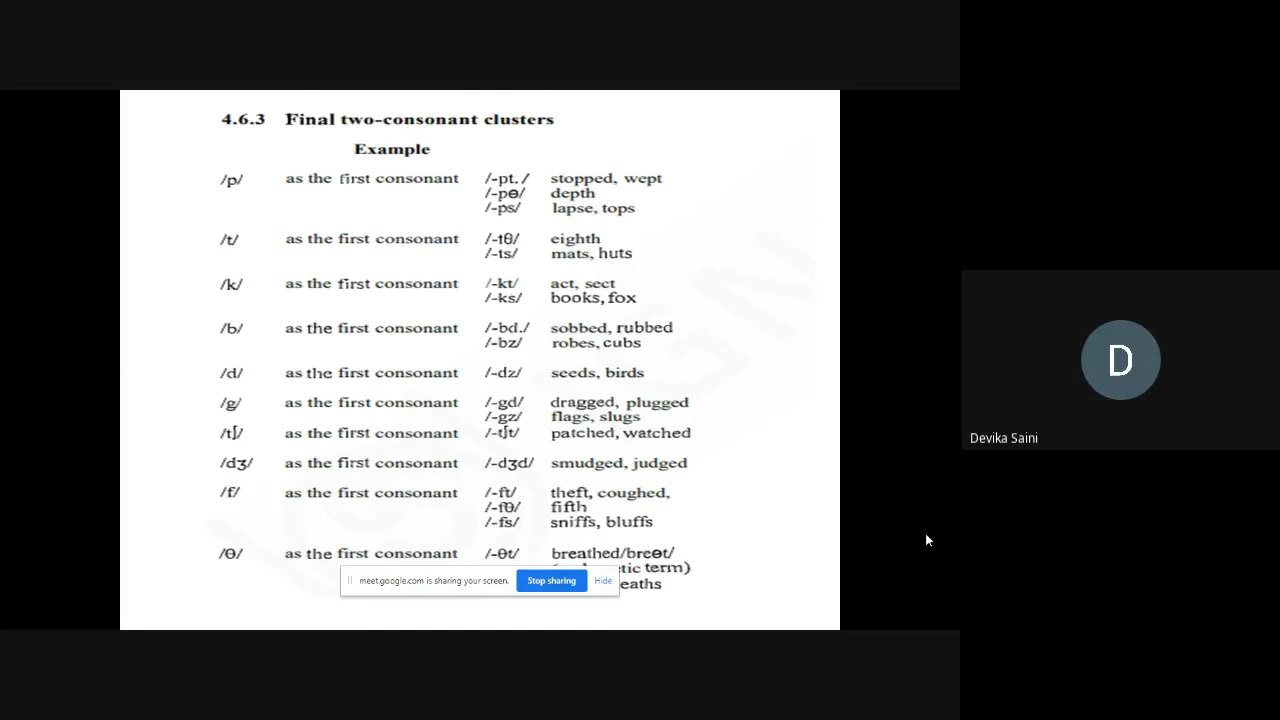 4.6.3 Final two-consonant clusters
Example
/p/ as the first consonant /-pt./ stopped, wept
/-pɵ/ depth
/-ps/ lapse, tops
/t/ as the first consonant /-tθ/ eighth
/-ts/ mats, huts
/k/ as the first consonant /-kt/ act, sect
/-ks/ books, fox
/b/ as the first consonant /-bd./ sobbed, rubbed
/-bz/ robes, cubs
/d/ as the first consonant /-dz/ seeds, birds
/g/ as the first consonant /-gd/ dragged, plugged
/-gz/ flags, slugs
/tʃ/ as the first consonant /-tʃt/ patched, watched
/dʒ/ as the first consonant /-dʒd/ smudged, judged
/f/ as the first consonant /-ft/ theft, coughed,
/-fθ/ fifth
/-fs/ sniffs, bluffs
/θ/ as the first consonant /-θt/ breathed/breɵt/
term)
meet.google.com is sharing your screen. Stop sharing Hide
eaths
D
Devika Saini